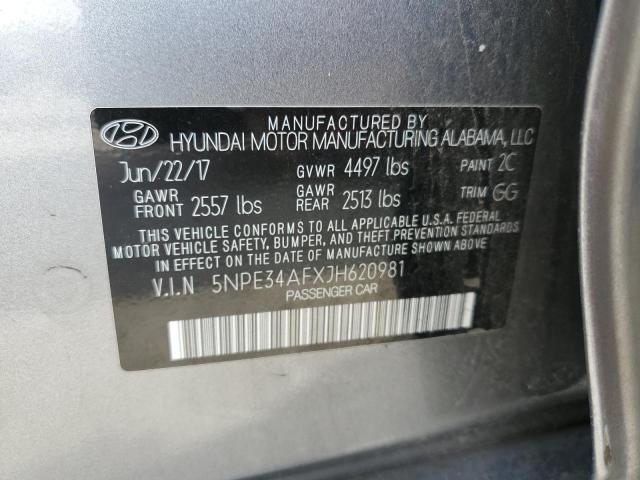 MANUFACTURED BY
HYUNDAI MOTOR MANUFACTURING ALABAMA, LLC
Jun/22/17 GVWR 4497 lbs PAINT 2C
GAWR FRONT 2557 lbs GAWR REAR 2513 lbs TRIM GG
THIS VEHICLE CONFORMS TO ALL APPLICABLE U.S.A. FEDERAL
MOTOR VEHICLE SAFETY, BUMPER, AND THEFT PREVENTION STANDARDS
IN EFFECT ON THE DATE OF MANUFACTURE SHOWN ABOVE.
V.I.N 5NPE34AFXJH620981
PASSENGER CAR